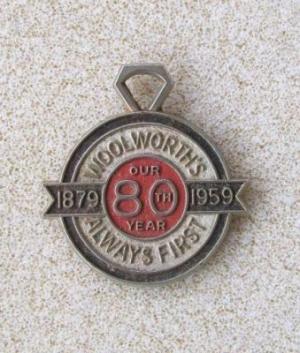 WOOLWORTH'S
OUR
1879 80TH 1959
YEAR
ALWAYS FIRST